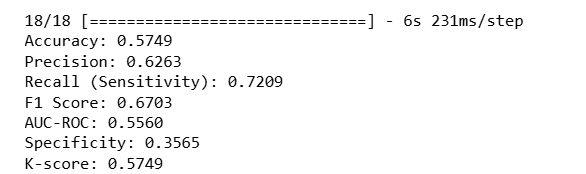 18/18 [==============================] - 6s 231ms/step
Accuracy: 0.5749
Precision: 0.6263
Recall (Sensitivity): 0.7209
F1 Score: 0.6703
AUC-ROC: 0.5560
Specificity: 0.3565
K-score: 0.5749